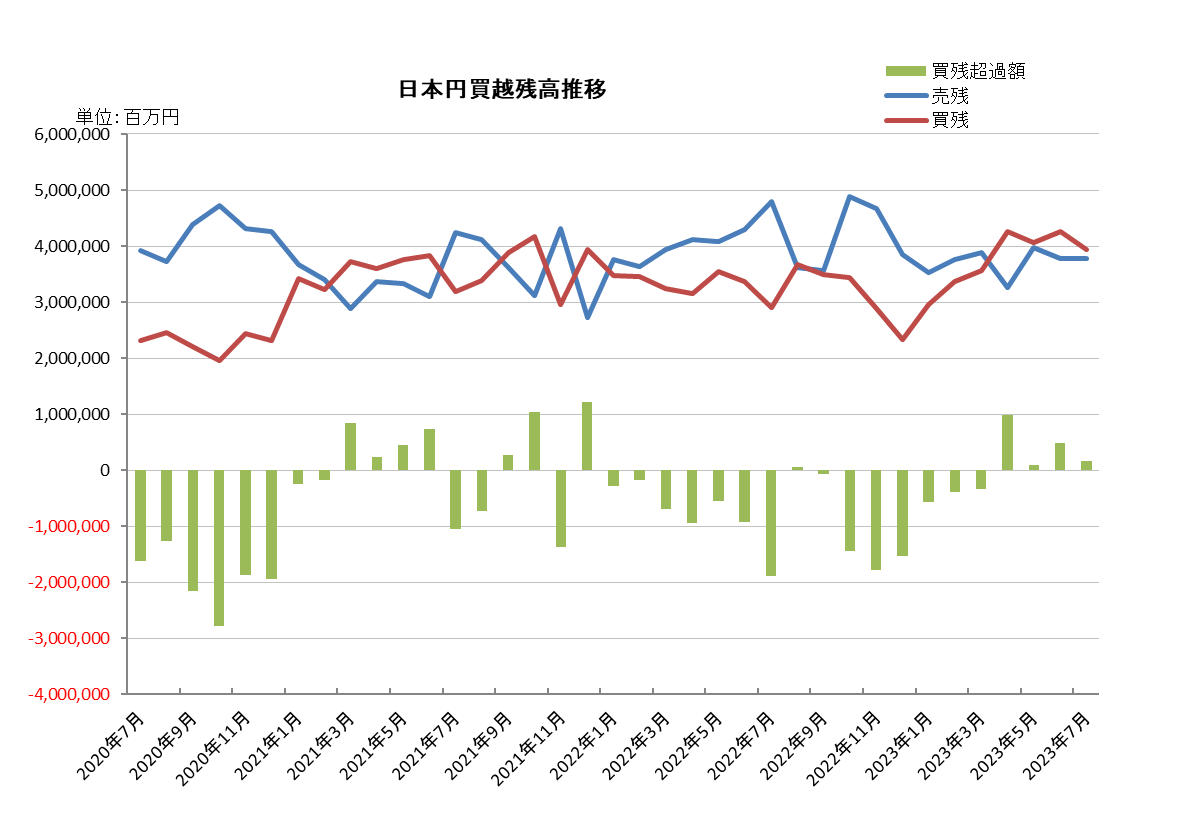 日本円買越残高推移
買残超過額
売残
買残
単位：百万円
6,000,000
5,000,000
4,000,000
3,000,000
2,000,000
1,000,000
0
-1,000,000
-2,000,000
-3,000,000
-4,000,000
2020年7月
2020年9月
2020年11月
2021年1月
2021年3月
2021年5月
2021年7月
2021年9月
2021年11月
2022年1月
2022年3月
2022年5月
2022年7月
2022年9月
2022年11月
2023年1月
2023年3月
2023年5月
2023年7月